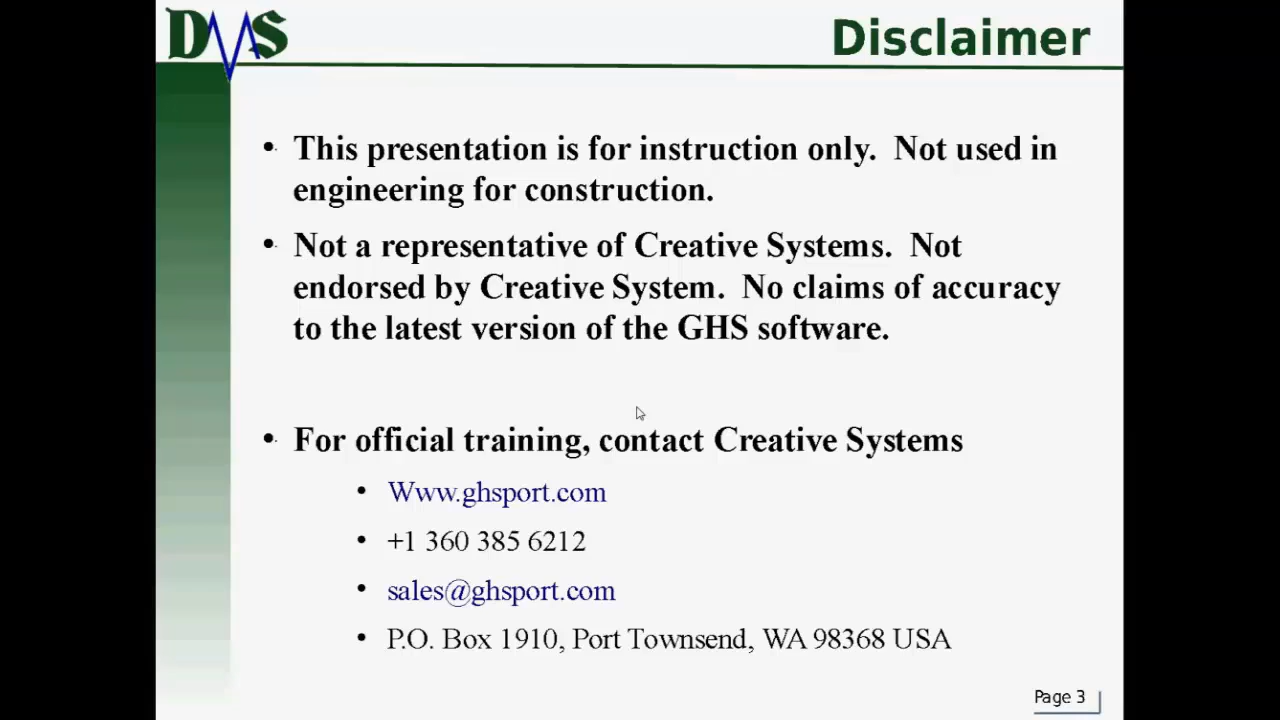 DMS
Disclaimer
• This presentation is for instruction only.  Not used in
engineering for construction.
• Not a representative of Creative Systems.  Not
endorsed by Creative System.  No claims of accuracy
to the latest version of the GHS software.
• For official training, contact Creative Systems
• Www.ghsport.com
• +1 360 385 6212
• sales@ghsport.com
• P.O. Box 1910, Port Townsend, WA 98368 USA
Page 3